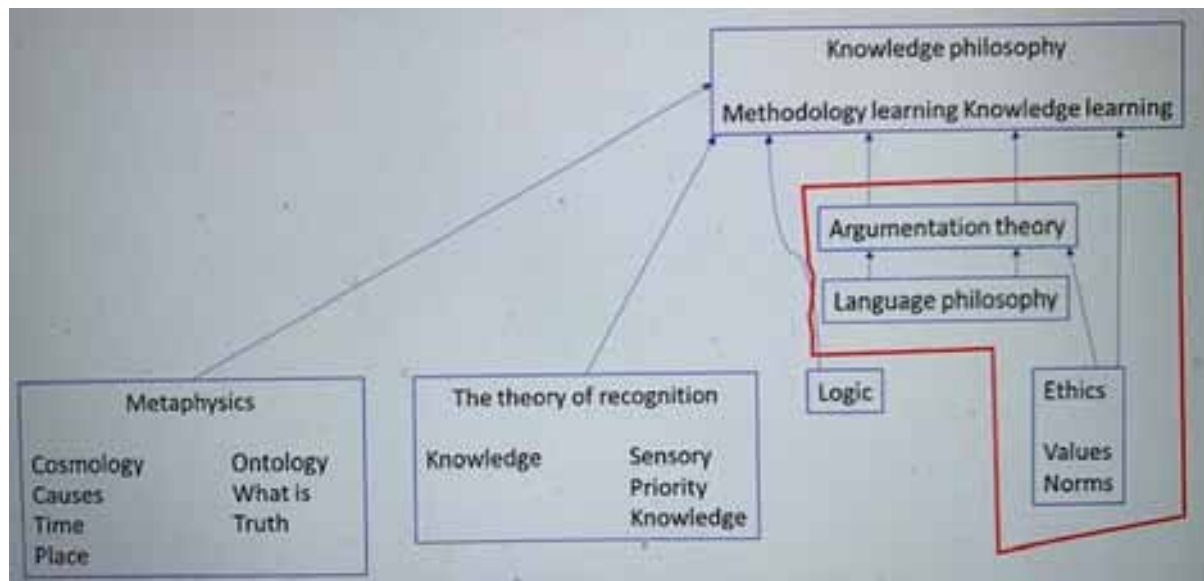 Knowledge philosophy
Methodology learning Knowledge learning
Argumentation theory
Language philosophy
Metaphysics
Cosmology Ontology
Causes What is
Time Truth
Place
The theory of recognition
Knowledge Sensory
Priority
Knowledge
Logic
Ethics
Values
Norms